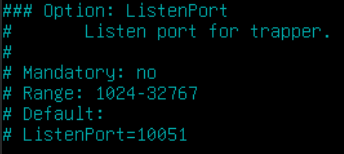 ### Option: ListenPort
#       Listen port for trapper.
#
# Mandatory: no
# Range: 1024-32767
# Default:
# ListenPort=10051